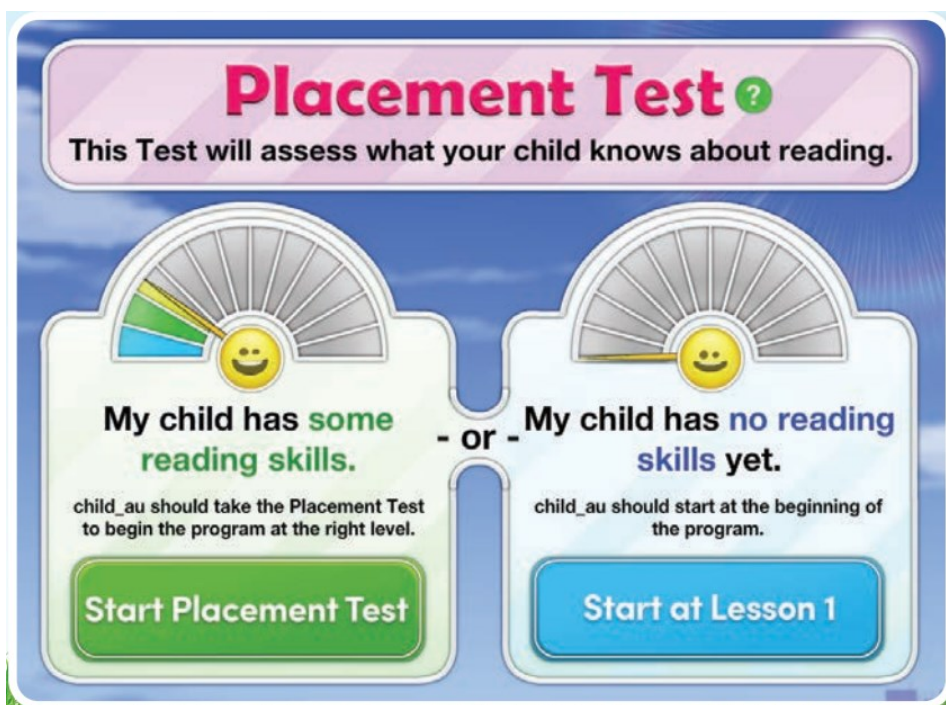 Placement Test ?
This Test will assess what your child knows about reading.
My child has some
reading skills.
child_au should take the Placement Test
to begin the program at the right level.
Start Placement Test
- or -
My child has no reading
skills yet.
child_au should start at the beginning of
the program.
Start at Lesson 1